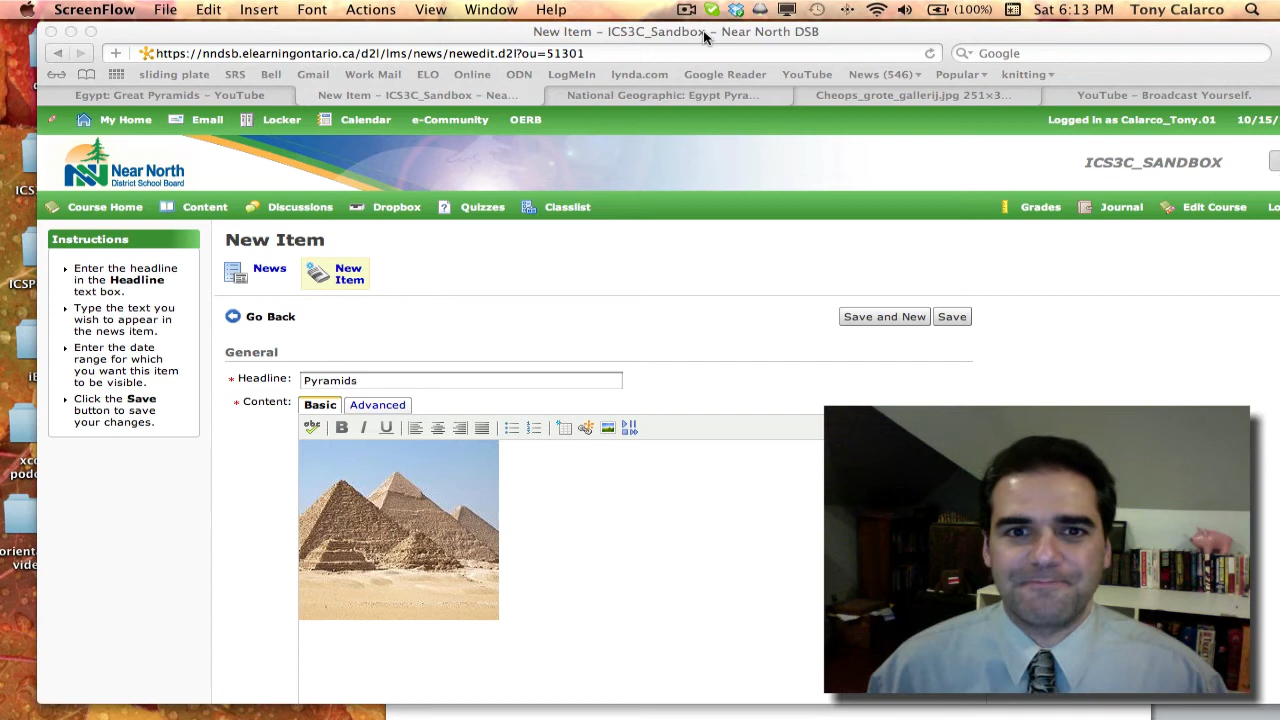 ScreenFlow File Edit Insert Font Actions View Window Help (100%) Sat 6:13 PM Tony Calarco
New Item – ICS3C_Sandbox – Near North DSB
https://nndsb.elearningontario.ca/d2l/lms/news/newedit.d2l?ou=51301 Google
sliding plate SRS Bell Gmail Work Mail ELO Online ODN LogMeIn lynda.com Google Reader YouTube News (546) Popular knitting
Egypt: Great Pyramids – YouTube New Item – ICS3C_Sandbox – Nea... National Geographic: Egypt Pyra... Cheops_grote_gallerij.jpg 251×3... YouTube – Broadcast Yourself.
My Home Email Locker Calendar e-Community OERB Logged in as Calarco_Tony.01 10/15/
Near North
District School Board
ICS3C_SANDBOX
Course Home Content Discussions Dropbox Quizzes Classlist Grades Journal Edit Course Lo
Instructions
Enter the headline
in the Headline
text box.
Type the text you
wish to appear in
the news item.
Enter the date
range for which
you want this item
to be visible.
Click the Save
button to save
your changes.
New Item
News
New
Item
Go Back Save and New Save
General
* Headline: Pyramids
* Content: Basic Advanced
abc B I U
ICS
ICSP
xc
pod
orient
vide